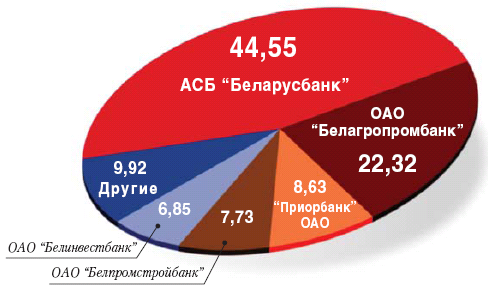 44,55
АСБ “Беларусбанк”
ОАО
“Белагропромбанк”
22,32
8,63
“Приорбанк”
ОАО
7,73
6,85
9,92
Другие
ОАО “Белинвестбанк”
ОАО “Белпромстройбанк”